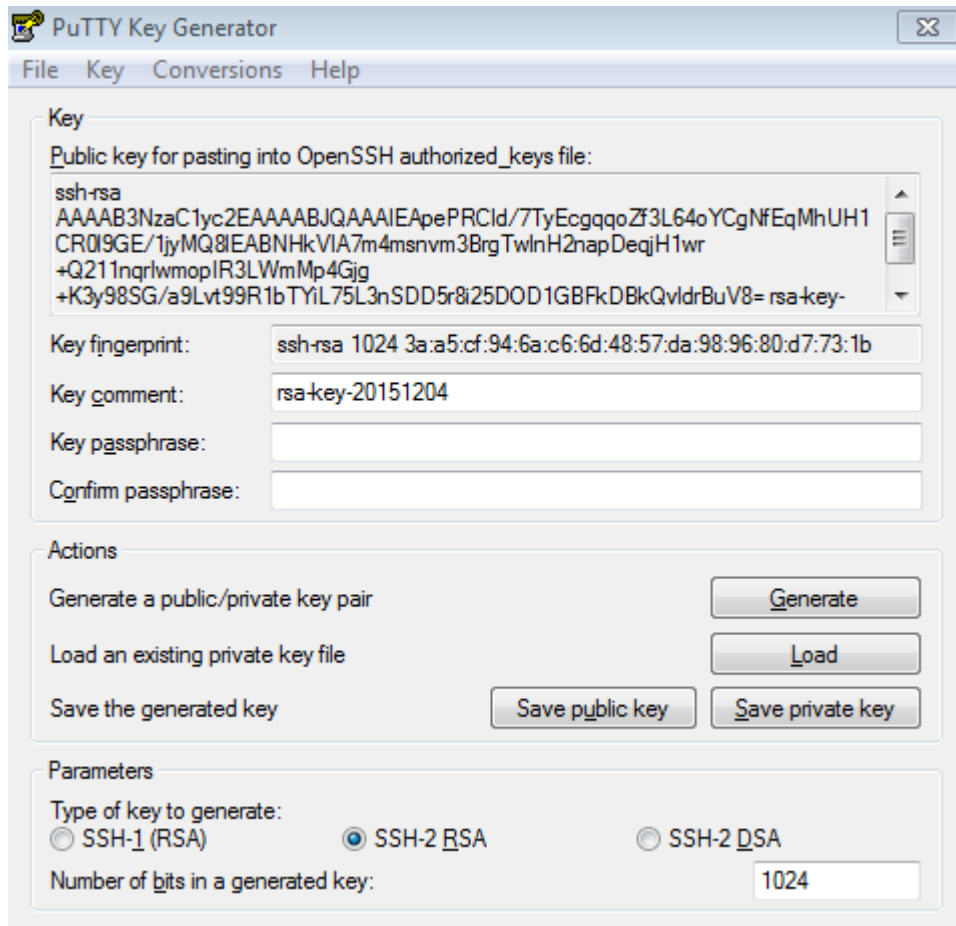 PuTTY Key Generator
File Key Conversions Help
Key
Public key for pasting into OpenSSH authorized_keys file:
ssh-rsa
AAAAB3NzaC1yc2EAAAABJQAAAIEApePRCId/7TyEcgqqoZf3L64oYCgNfEqMhUH1
CR0I9GE/1jyMQ8IEABNHkVIA7m4msnvm3BrgTwlnH2napDeqjH1wr
+Q211nqrlwmopIR3LWmMp4Gjg
+K3y98SG/a9Lvt99R1bTYiL75L3nSDD5r8i25DOD1GBFkDBkQvldrBuV8= rsa-key-
Key fingerprint: ssh-rsa 1024 3a:a5:cf:94:6a:c6:6d:48:57:da:98:96:80:d7:73:1b
Key comment: rsa-key-20151204
Key passphrase:
Confirm passphrase:
Actions
Generate a public/private key pair Generate
Load an existing private key file Load
Save the generated key Save public key Save private key
Parameters
Type of key to generate:
SSH-1 (RSA) SSH-2 RSA SSH-2 DSA
Number of bits in a generated key: 1024